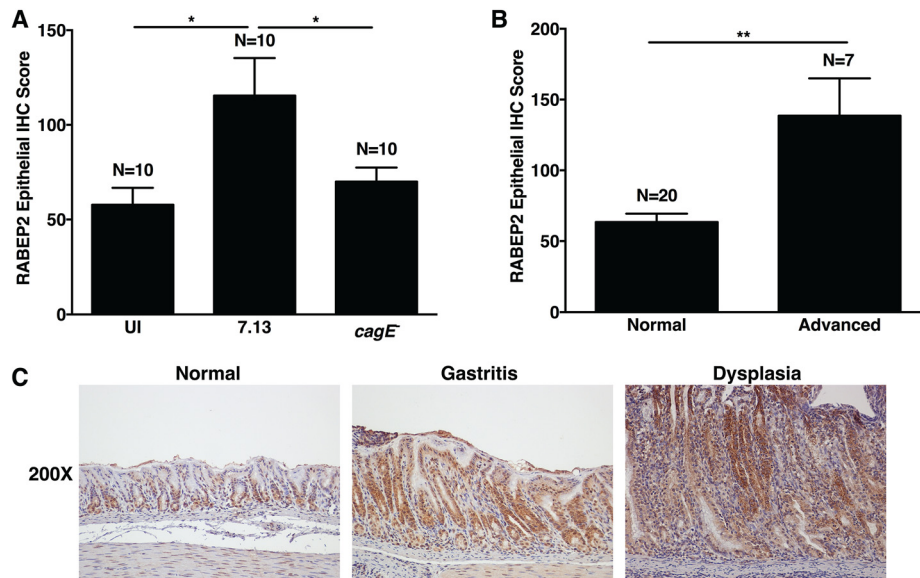 A
RABEP2 Epithelial IHC Score
150
100
50
0
*
*
N=10
N=10
N=10
UI
7.13
cagE-
B
RABEP2 Epithelial IHC Score
200
150
100
50
0
**
N=20
N=7
Normal
Advanced
C
Normal
Gastritis
Dysplasia
200X